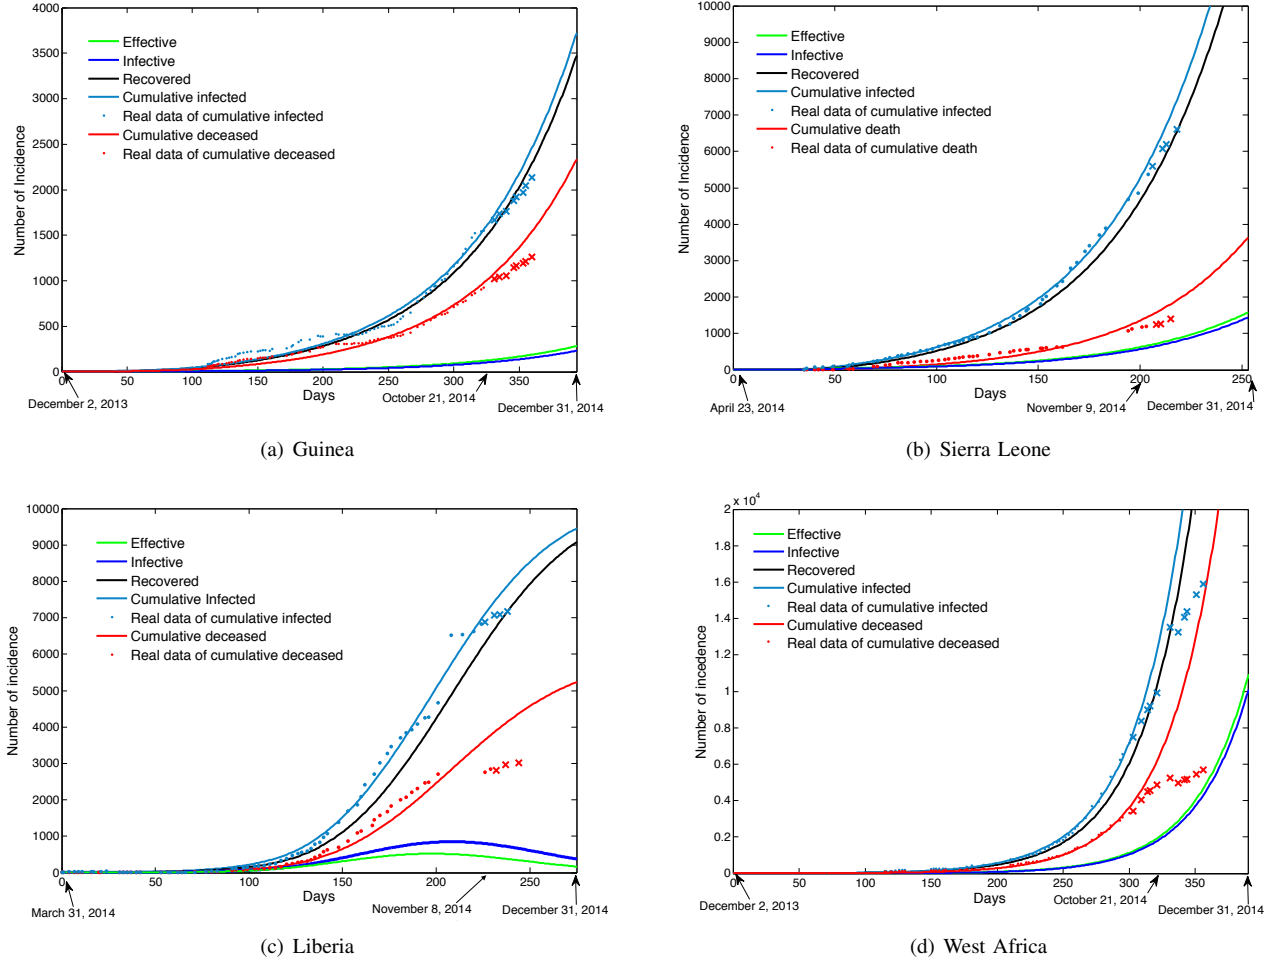 4000
3500
3000
2500
2000
1500
1000
500
0
Number of Incidence
Effective
Infective
Recovered
Cumulative infected
Real data of cumulative infected
Cumulative deceased
Real data of cumulative deceased
0 50 100 150 200 250 300 350
Days
December 2, 2013
October 21, 2014
December 31, 2014
(a) Guinea
10000
9000
8000
7000
6000
5000
4000
3000
2000
1000
0
Number of Incidence
Effective
Infective
Recovered
Cumulative infected
Real data of cumulative infected
Cumulative death
Real data of cumulative death
0 50 100 150 200 250
Days
April 23, 2014
November 9, 2014
December 31, 2014
(b) Sierra Leone
10000
9000
8000
7000
6000
5000
4000
3000
2000
1000
0
Number of incidence
Effective
Infective
Recovered
Cumulative Infected
Real data of cumulative infected
Cumulative deceased
Real data of cumulative deceased
0 50 100 150 200 250
Days
March 31, 2014
November 8, 2014
December 31, 2014
(c) Liberia
2 x 10^4
1.8
1.6
1.4
1.2
1
0.8
0.6
0.4
0.2
0
Number of incedence
Effective
Infective
Recovered
Cumulative infected
Real data of cumulative infected
Cumulative deceased
Real data of cumulative deceased
0 50 100 150 200 250 300 350
Days
December 2, 2013
October 21, 2014
December 31, 2014
(d) West Africa